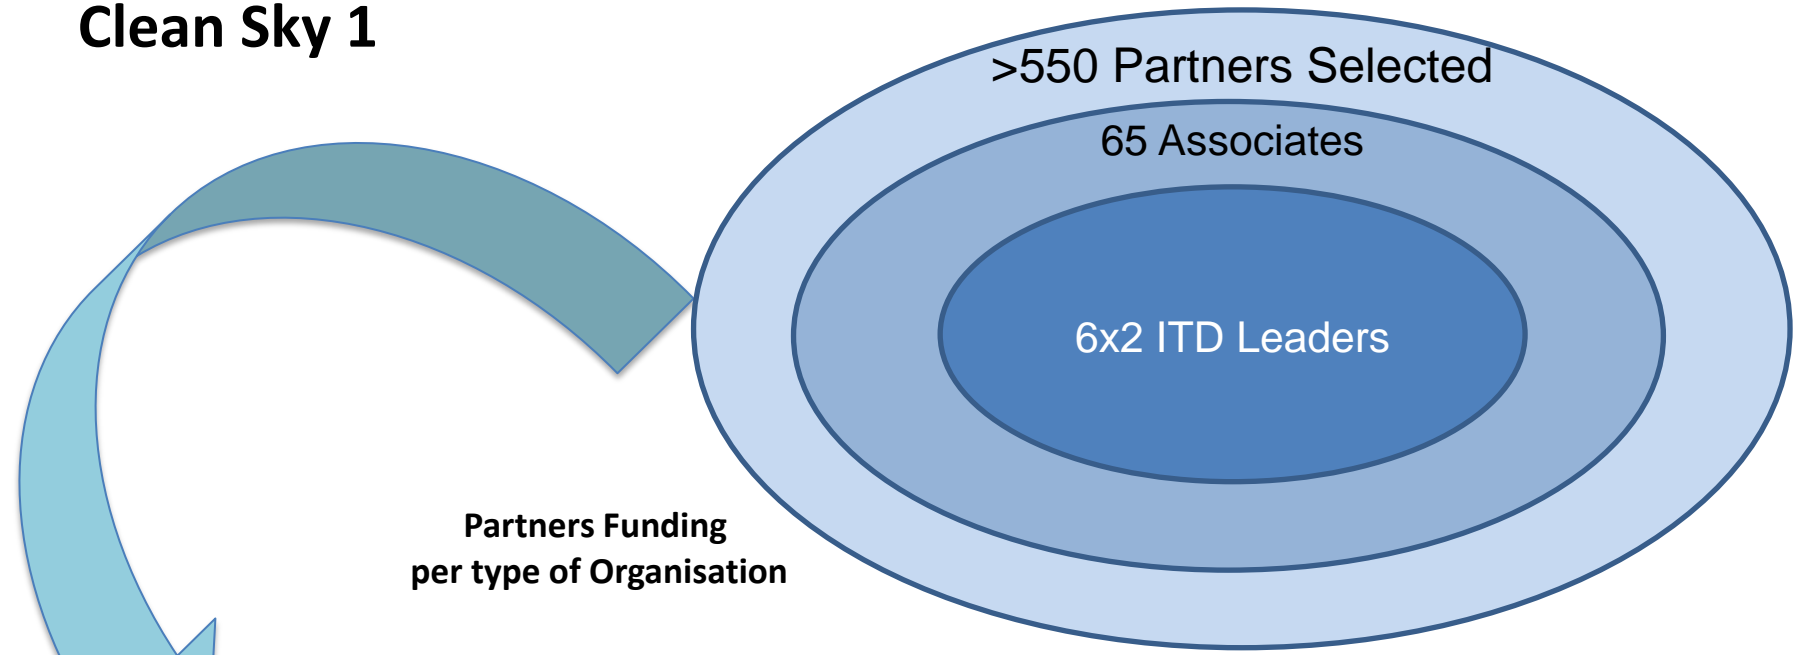 Clean Sky 1
>550 Partners Selected
65 Associates
6x2 ITD Leaders
Partners Funding
per type of Organisation